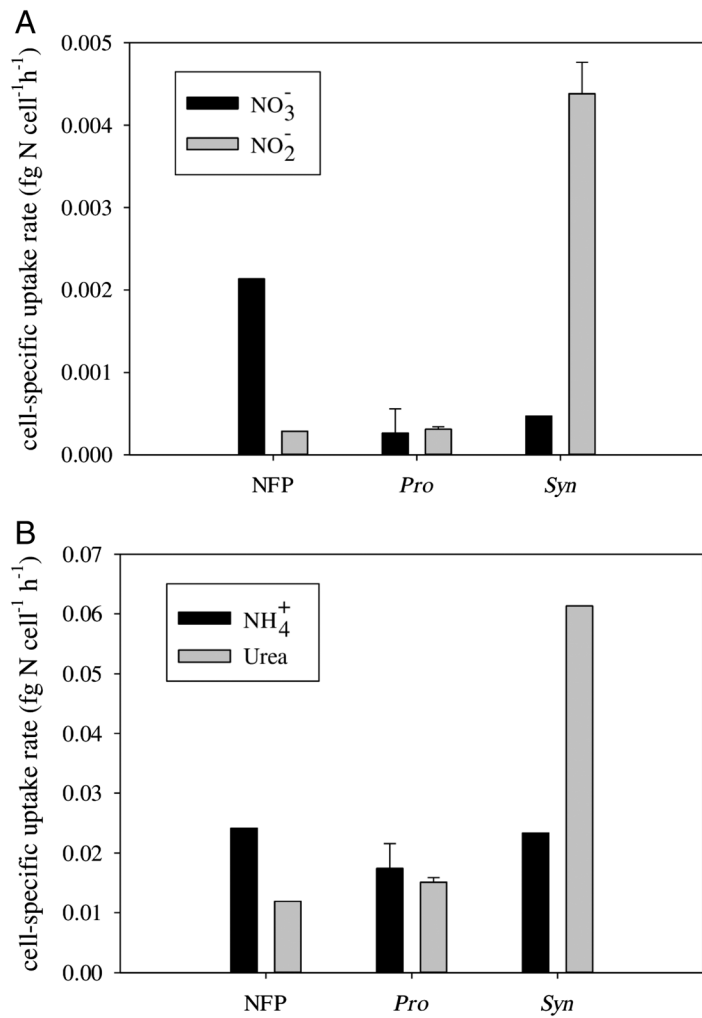 A
cell-specific uptake rate (fg N cell⁻¹h⁻¹)
0.005
0.004
0.003
0.002
0.001
0.000
NO₃⁻
NO₂⁻
NFP
Pro
Syn
B
cell-specific uptake rate (fg N cell⁻¹ h⁻¹)
0.07
0.06
0.05
0.04
0.03
0.02
0.01
0.00
NH₄⁺
Urea
NFP
Pro
Syn